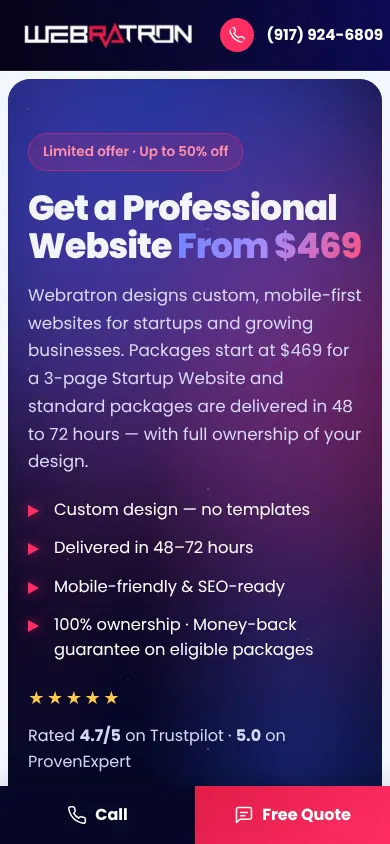 WEBRATRON
(917) 924-6809
Limited offer · Up to 50% off
Get a Professional
Website From $469
Webratron designs custom, mobile-first
websites for startups and growing
businesses. Packages start at $469 for
a 3-page Startup Website and
standard packages are delivered in 48
to 72 hours — with full ownership of your
design.
Custom design — no templates
Delivered in 48–72 hours
Mobile-friendly & SEO-ready
100% ownership · Money-back
guarantee on eligible packages
★★★★★
Rated 4.7/5 on Trustpilot · 5.0 on
ProvenExpert
Call
Free Quote